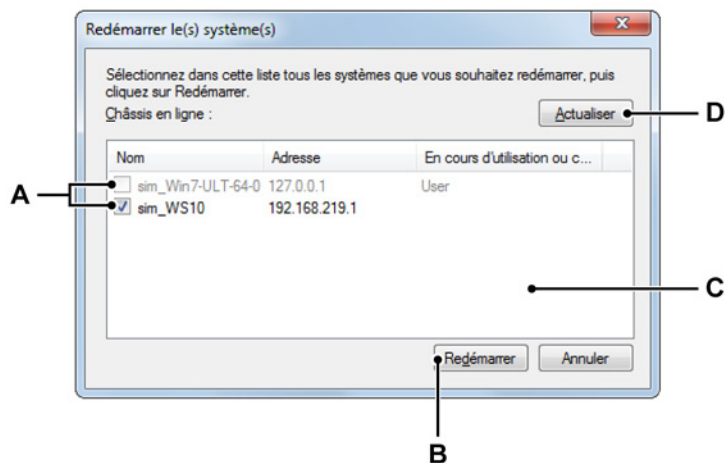 Redémarrer le(s) système(s)
Sélectionnez dans cette liste tous les systèmes que vous souhaitez redémarrer, puis
cliquez sur Redémarrer.
Châssis en ligne :
Actualiser
D
Nom Adresse En cours d'utilisation ou c...
A
sim_Win7-ULT-64-0 127.0.0.1 User
sim_WS10 192.168.219.1
C
Redémarrer Annuler
B